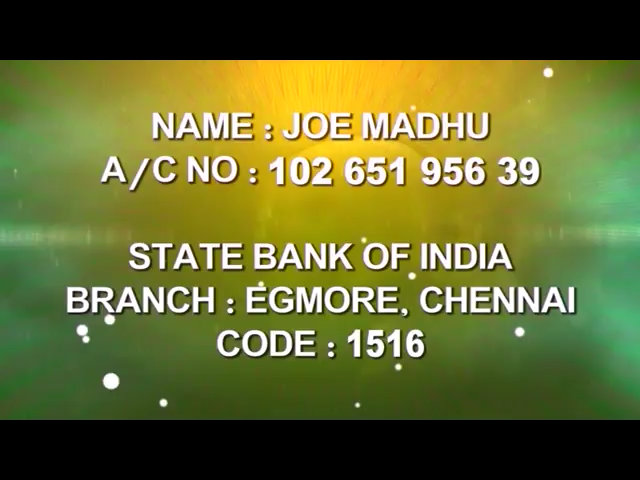 NAME : JOE MADHU
A/C NO : 102 651 956 39
STATE BANK OF INDIA
BRANCH : EGMORE, CHENNAI
CODE : 1516